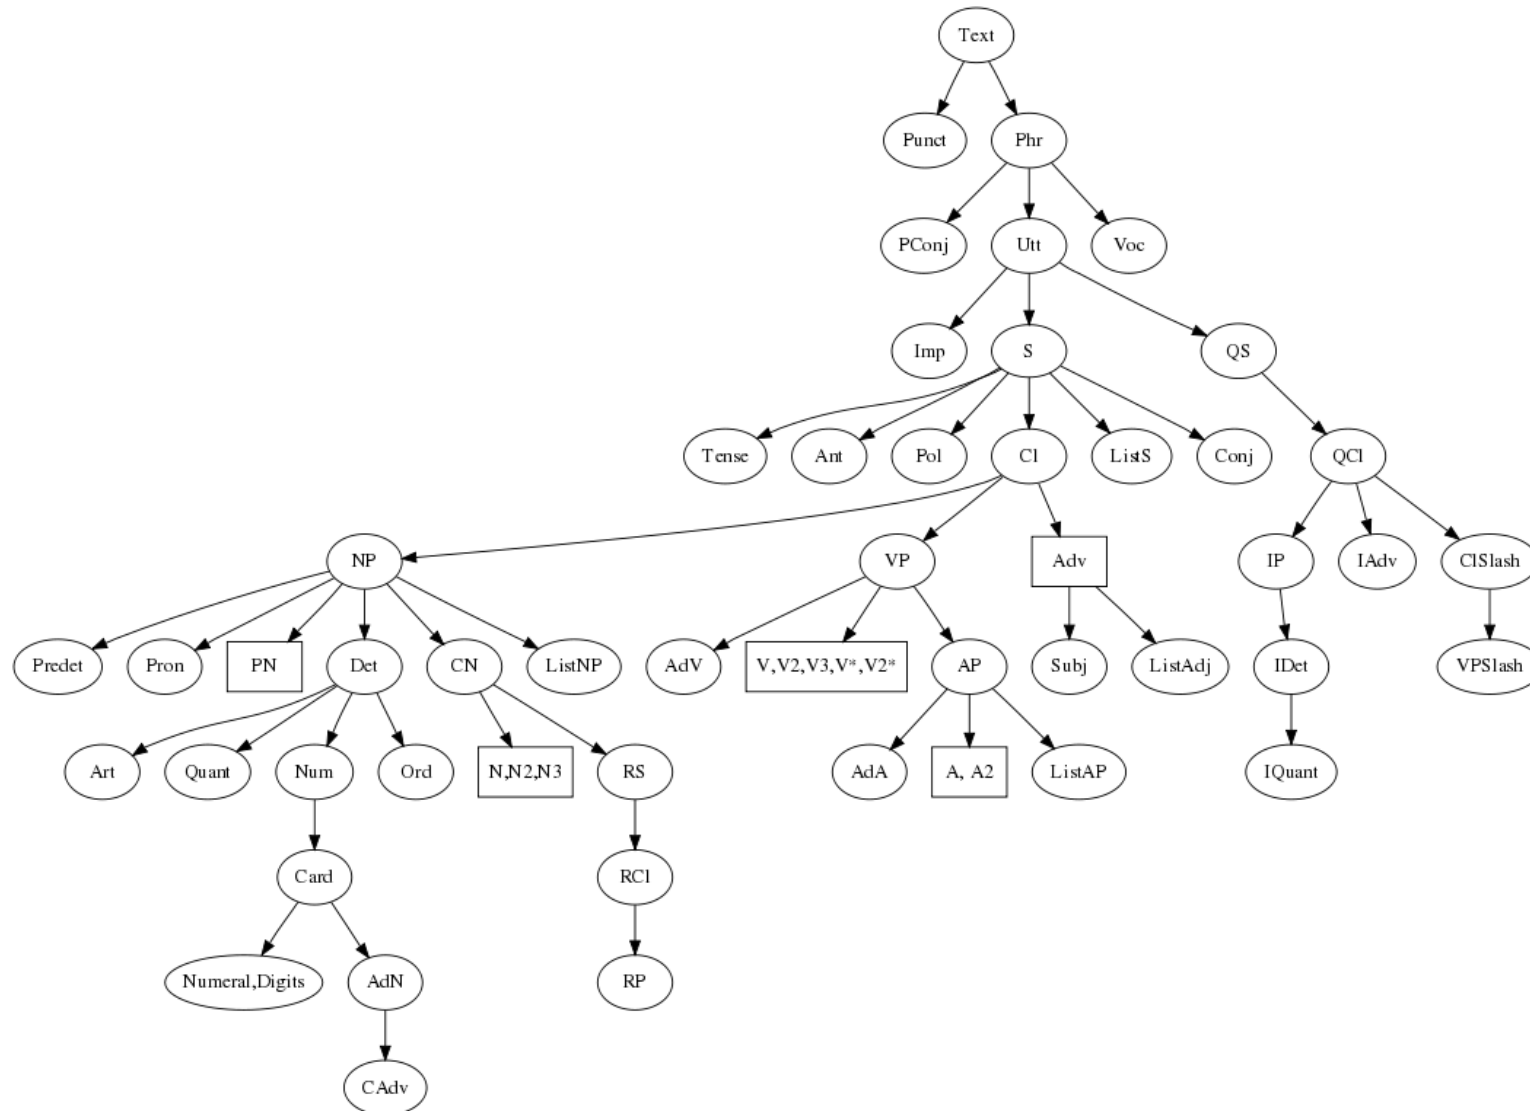 Text
Punct
Phr
PConj
Utt
Voc
Imp
S
QS
Tense
Ant
Pol
Cl
ListS
Conj
QCl
NP
VP
Adv
IP
IAdv
ClSlash
Predet
Pron
PN
Det
CN
ListNP
AdV
V,V2,V3,V*,V2*
AP
Subj
ListAdj
IDet
VPSlash
Art
Quant
Num
Ord
N,N2,N3
RS
AdA
A, A2
ListAP
IQuant
Card
RCl
Numeral,Digits
AdN
RP
CAdv